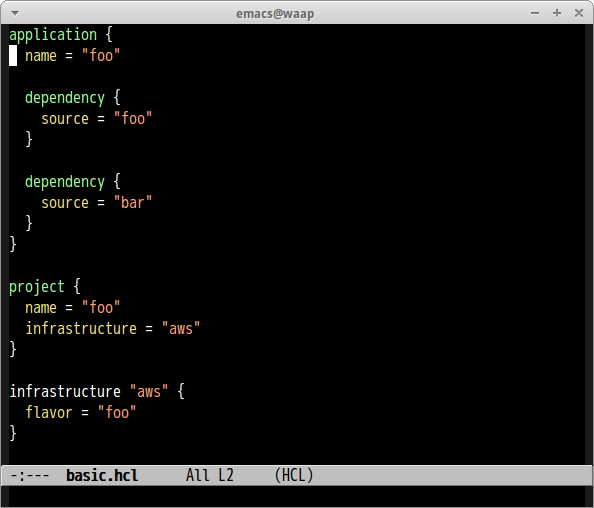 emacs@waap
application {
  name = "foo"

  dependency {
    source = "foo"
  }

  dependency {
    source = "bar"
  }
}

project {
  name = "foo"
  infrastructure = "aws"
}

infrastructure "aws" {
  flavor = "foo"
}
-:---  basic.hcl      All L2     (HCL)